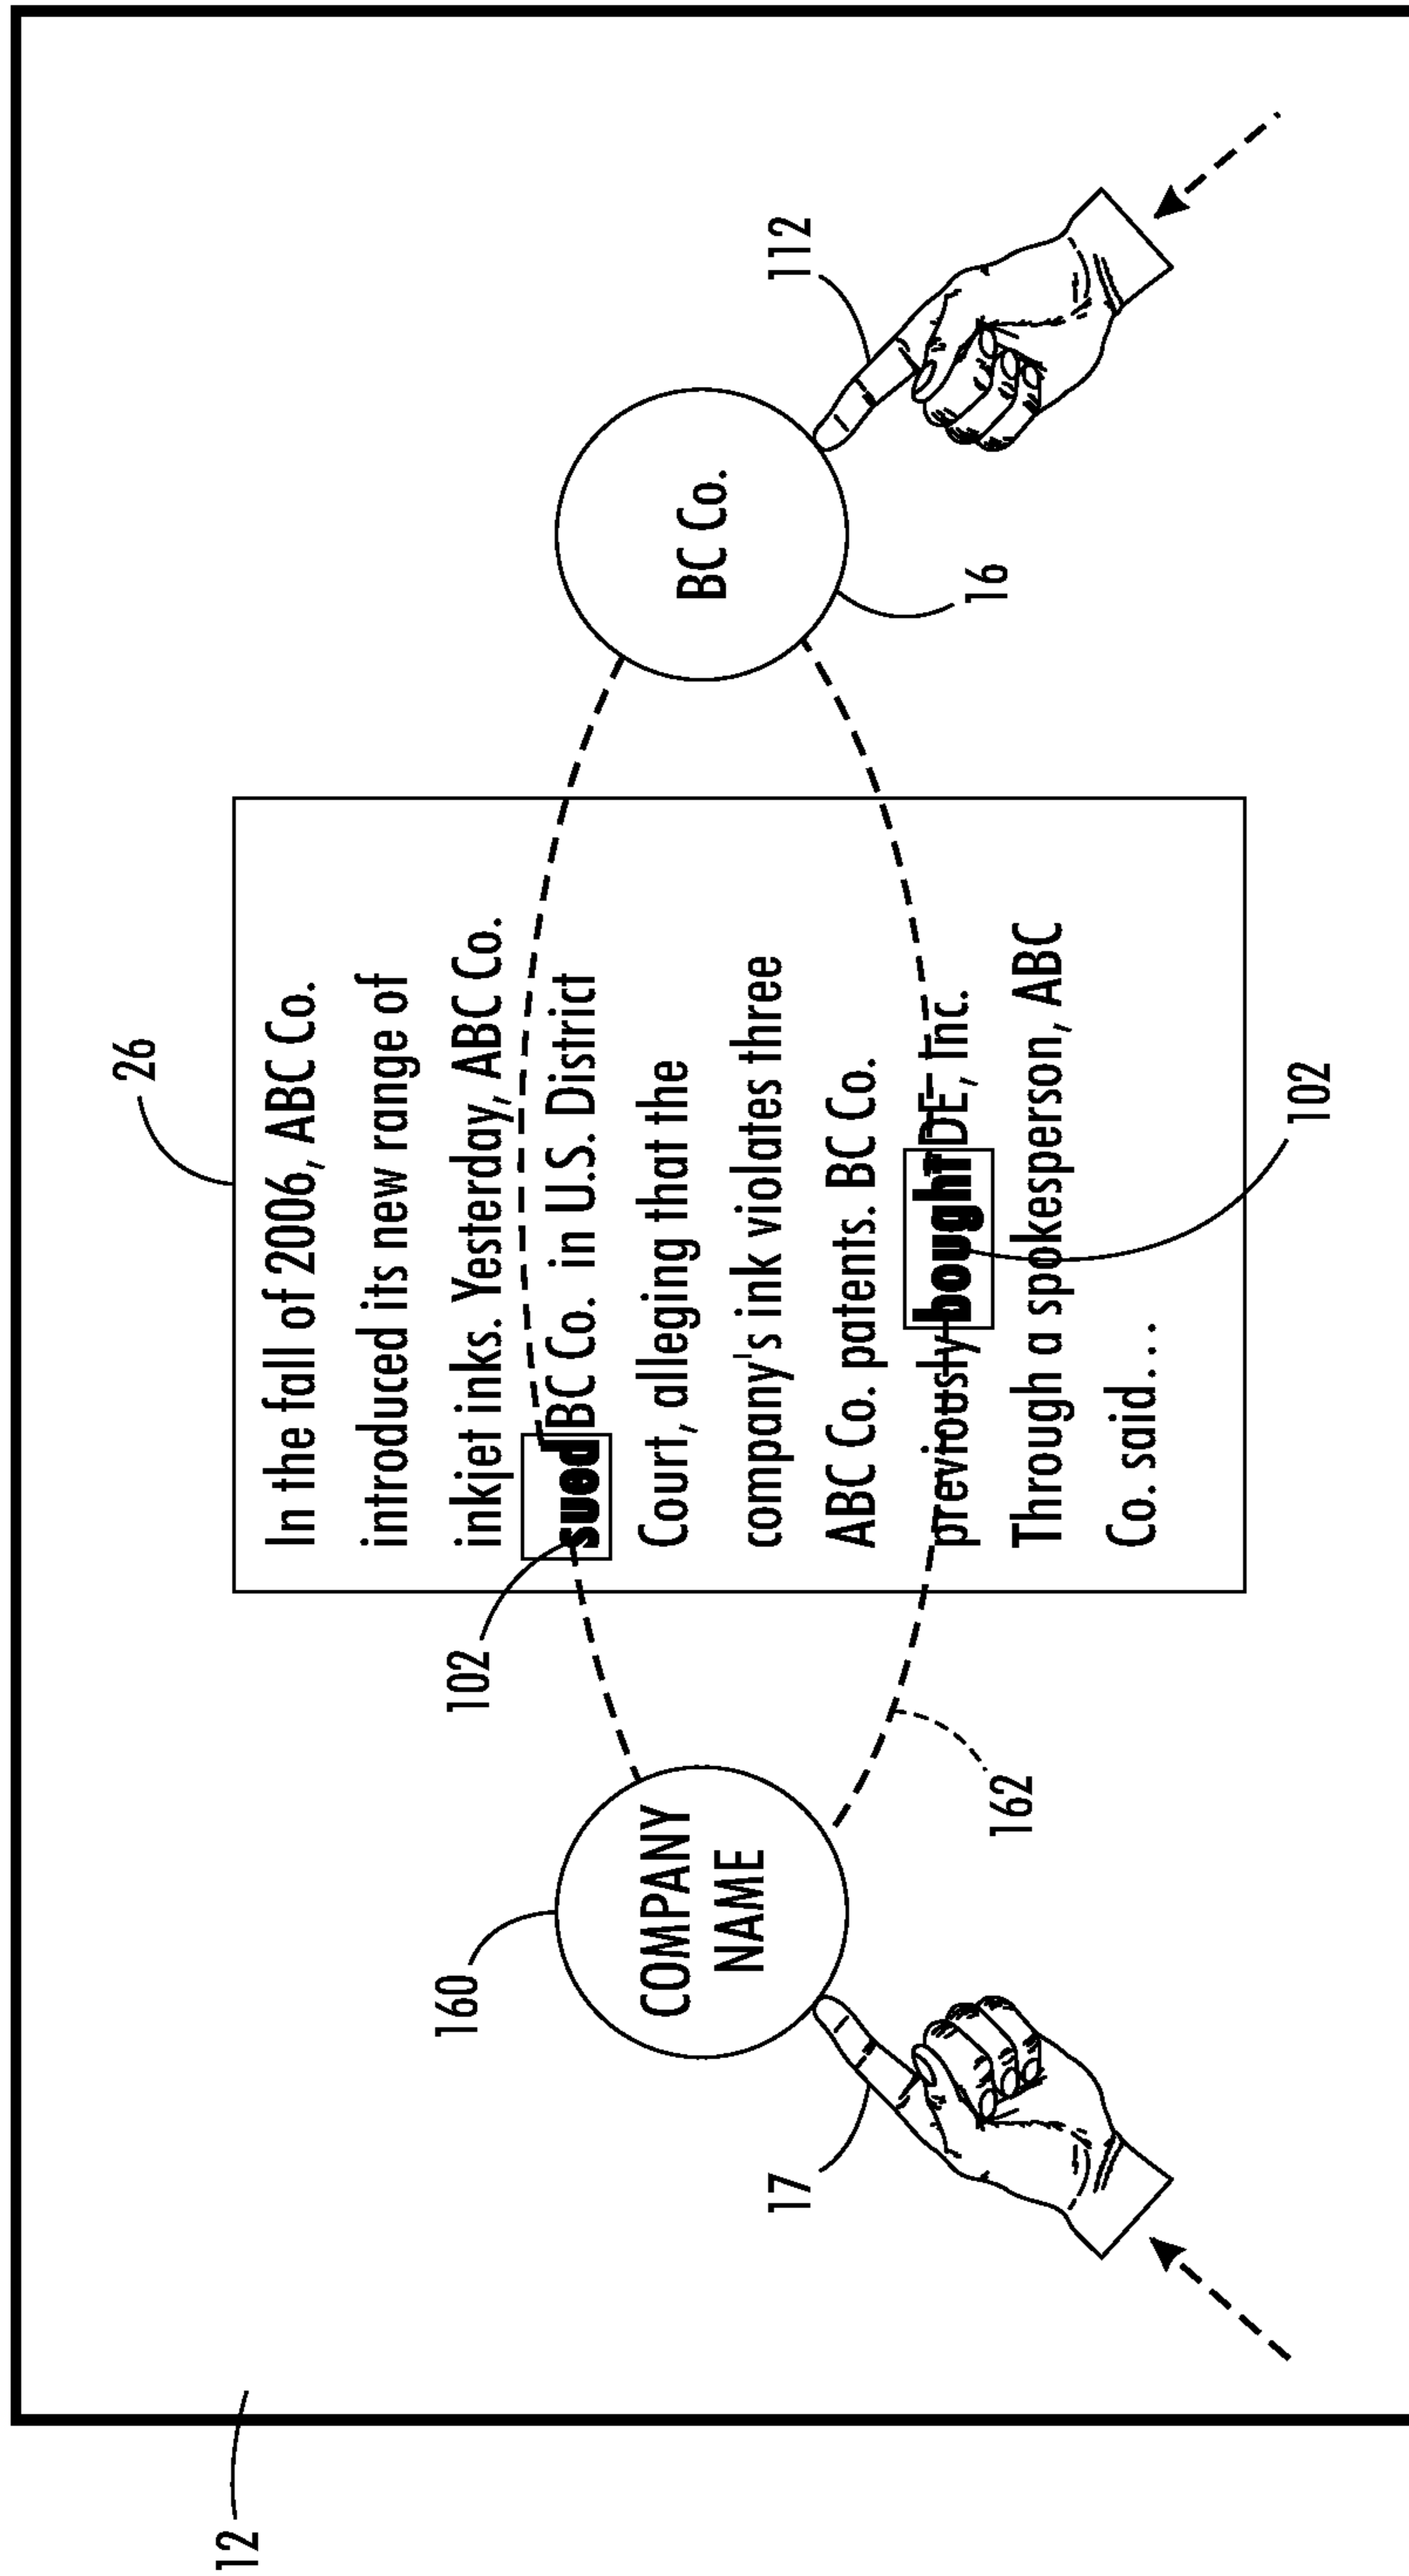 12
26
In the fall of 2006, ABC Co.
introduced its new range of
inkjet inks. Yesterday, ABC Co.
sued BC Co. in U.S. District
Court, alleging that the
company's ink violates three
ABC Co. patents. BC Co.
previously bought DE, Inc.
Through a spokesperson, ABC
Co. said...
102
102
160
COMPANY
NAME
162
17
BC Co.
16
112